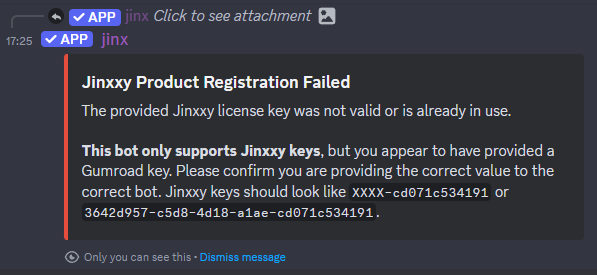 ✓ APP jinx Click to see attachment
17:25 ✓ APP jinx
Jinxxy Product Registration Failed
The provided Jinxxy license key was not valid or is already in use.
This bot only supports Jinxxy keys, but you appear to have provided a
Gumroad key. Please confirm you are providing the correct value to the
correct bot. Jinxxy keys should look like XXXX-cd071c534191 or
3642d957-c5d8-4d18-a1ae-cd071c534191.
Only you can see this • Dismiss message